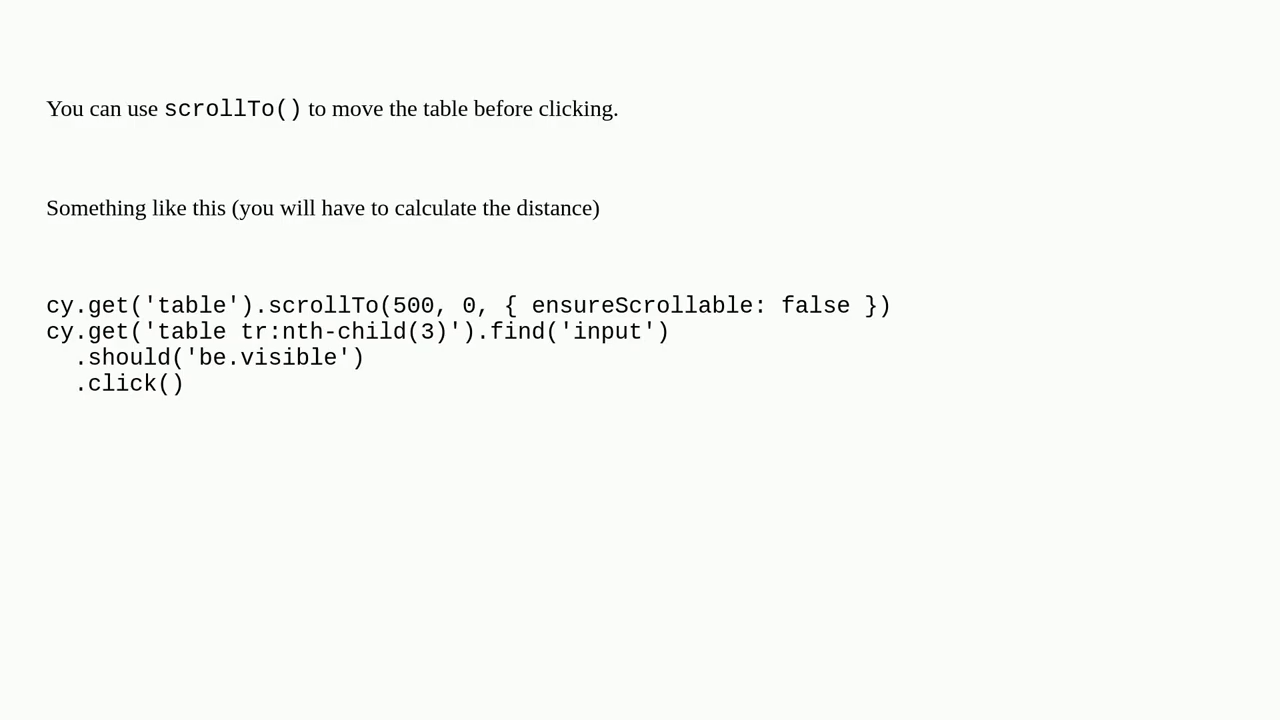 You can use scrollTo() to move the table before clicking.
Something like this (you will have to calculate the distance)
cy.get('table').scrollTo(500, 0, { ensureScrollable: false })
cy.get('table tr:nth-child(3)').find('input')
  .should('be.visible')
  .click()